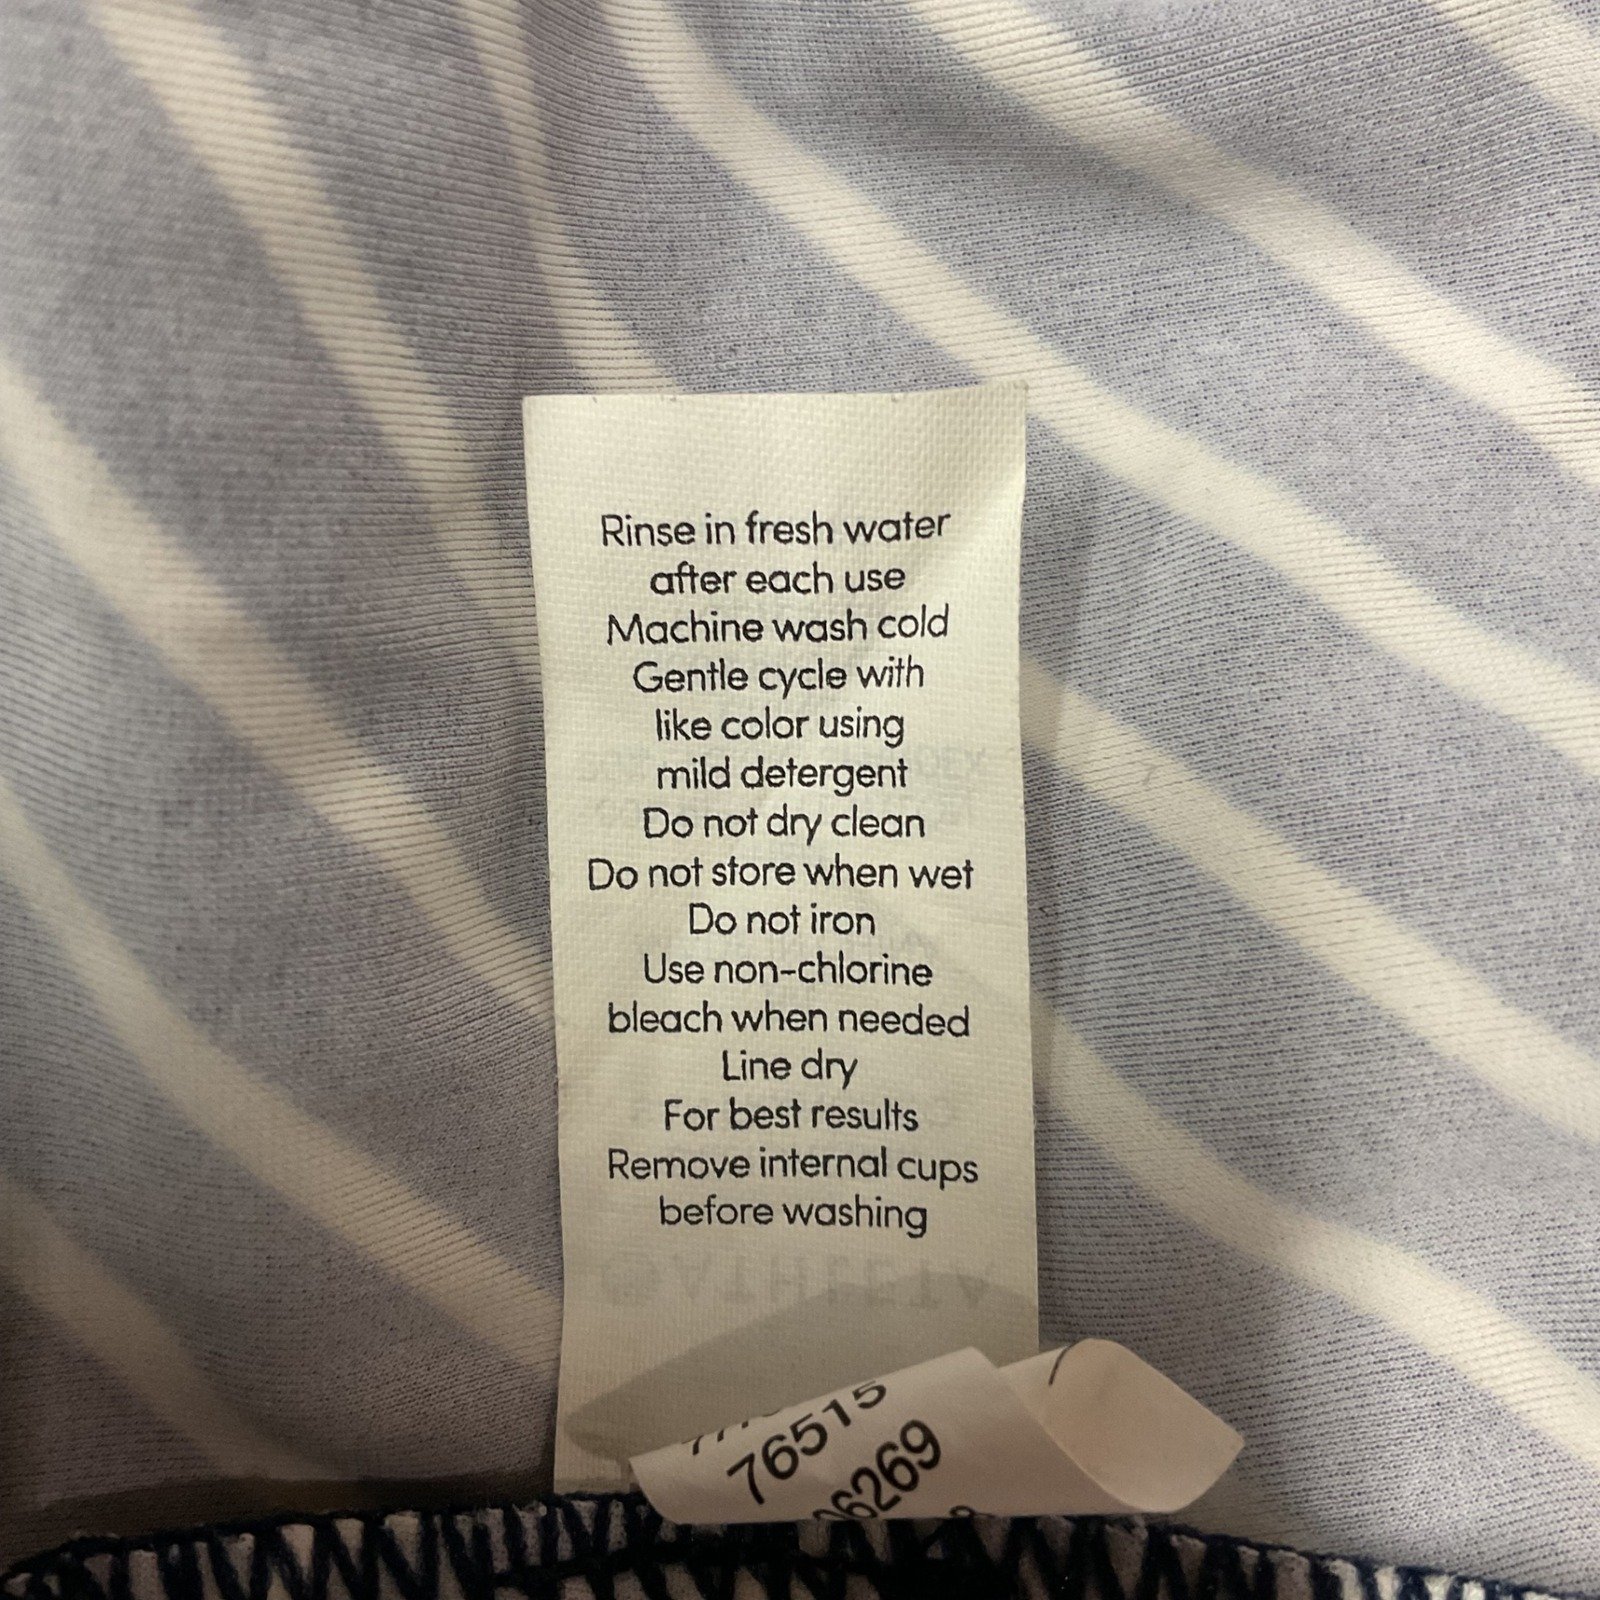 Rinse in fresh water
after each use
Machine wash cold
Gentle cycle with
like color using
mild detergent
Do not dry clean
Do not store when wet
Do not iron
Use non-chlorine
bleach when needed
Line dry
For best results
Remove internal cups
before washing
76515
06269